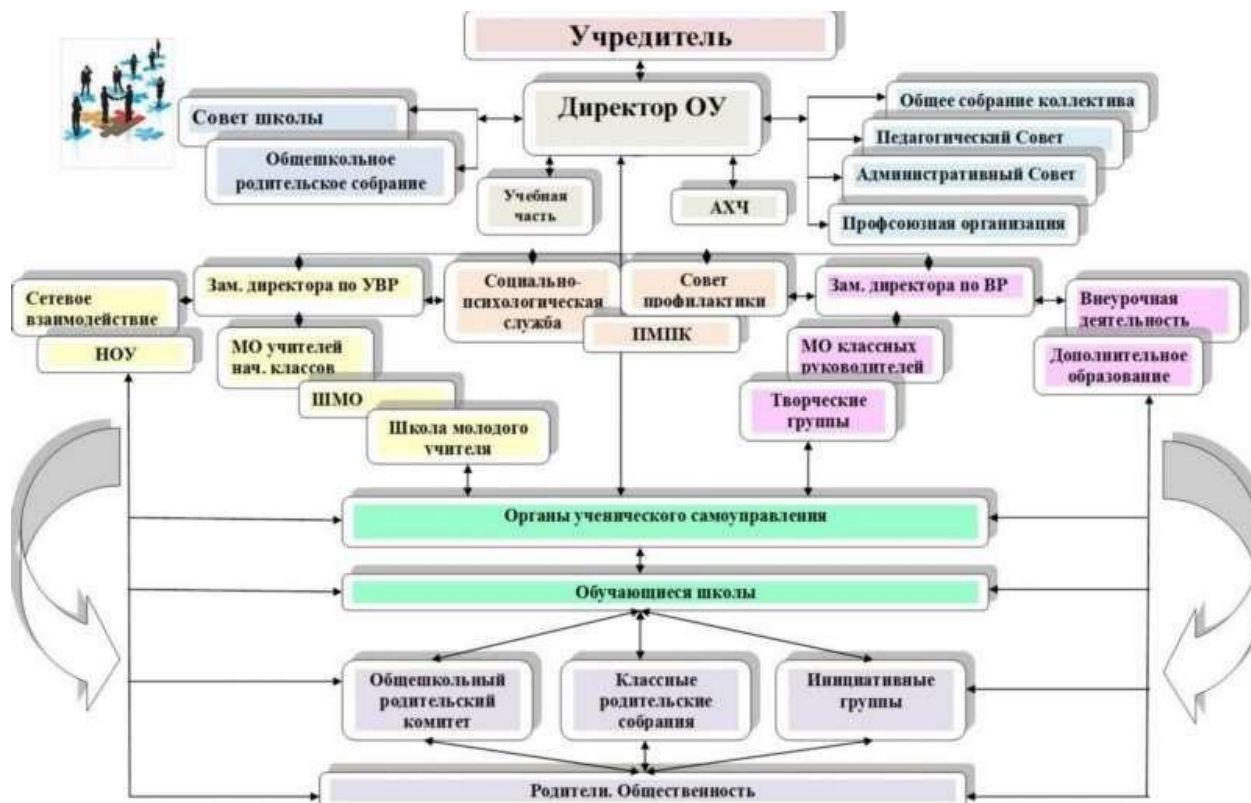 Учредитель
Директор ОУ
Совет школы
Общешкольное
родительское собрание
Общее собрание коллектива
Педагогический Совет
Административный Совет
Профсоюзная организация
Учебная
часть
АХЧ
Сетевое
взаимодействие
НОУ
Зам. директора по УВР
Социально-
психологическая
служба
Совет
профилактики
ПМПК
Зам. директора по ВР
Внеурочная
деятельность
Дополнительное
образование
МО учителей
нач. классов
ШМО
Школа молодого
учителя
МО классных
руководителей
Творческие
группы
Органы ученического самоуправления
Обучающиеся школы
Общешкольный
родительский
комитет
Классные
родительские
собрания
Инициативные
группы
Родители. Общественность